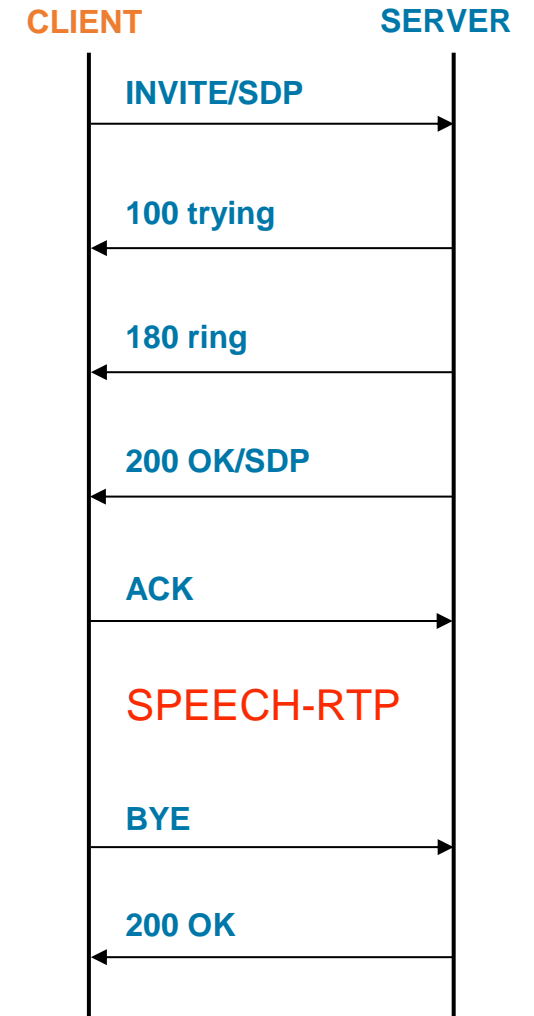 CLIENT SERVER
INVITE/SDP
100 trying
180 ring
200 OK/SDP
ACK
SPEECH-RTP
BYE
200 OK